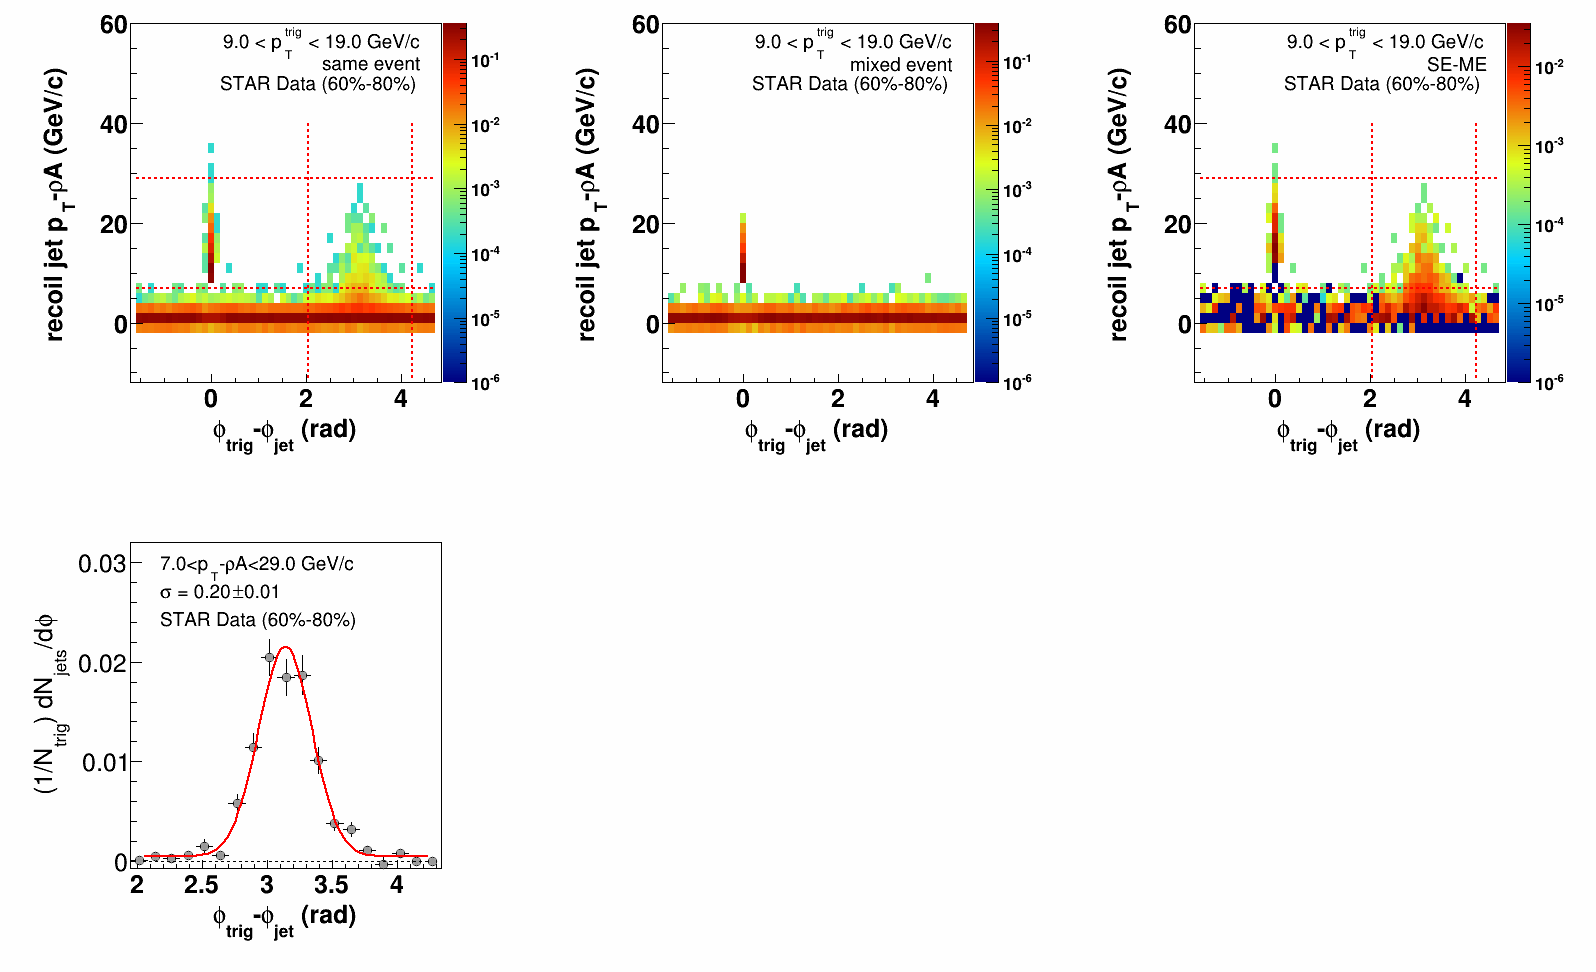 60
40
20
0
0
2
4
recoil jet p_T-ρA (GeV/c)
ϕ_trig-ϕ_jet (rad)
9.0 < p_T^trig < 19.0 GeV/c
same event
STAR Data (60%-80%)
10^-1
10^-2
10^-3
10^-4
10^-5
10^-6
60
40
20
0
0
2
4
recoil jet p_T-ρA (GeV/c)
ϕ_trig-ϕ_jet (rad)
9.0 < p_T^trig < 19.0 GeV/c
mixed event
STAR Data (60%-80%)
10^-1
10^-2
10^-3
10^-4
10^-5
10^-6
60
40
20
0
0
2
4
recoil jet p_T-ρA (GeV/c)
ϕ_trig-ϕ_jet (rad)
9.0 < p_T^trig < 19.0 GeV/c
SE-ME
STAR Data (60%-80%)
10^-2
10^-3
10^-4
10^-5
10^-6
0.03
0.02
0.01
0
2
2.5
3
3.5
4
(1/N_trig) dN_jets/dϕ
ϕ_trig-ϕ_jet (rad)
7.0<p_T-ρA<29.0 GeV/c
σ = 0.20±0.01
STAR Data (60%-80%)